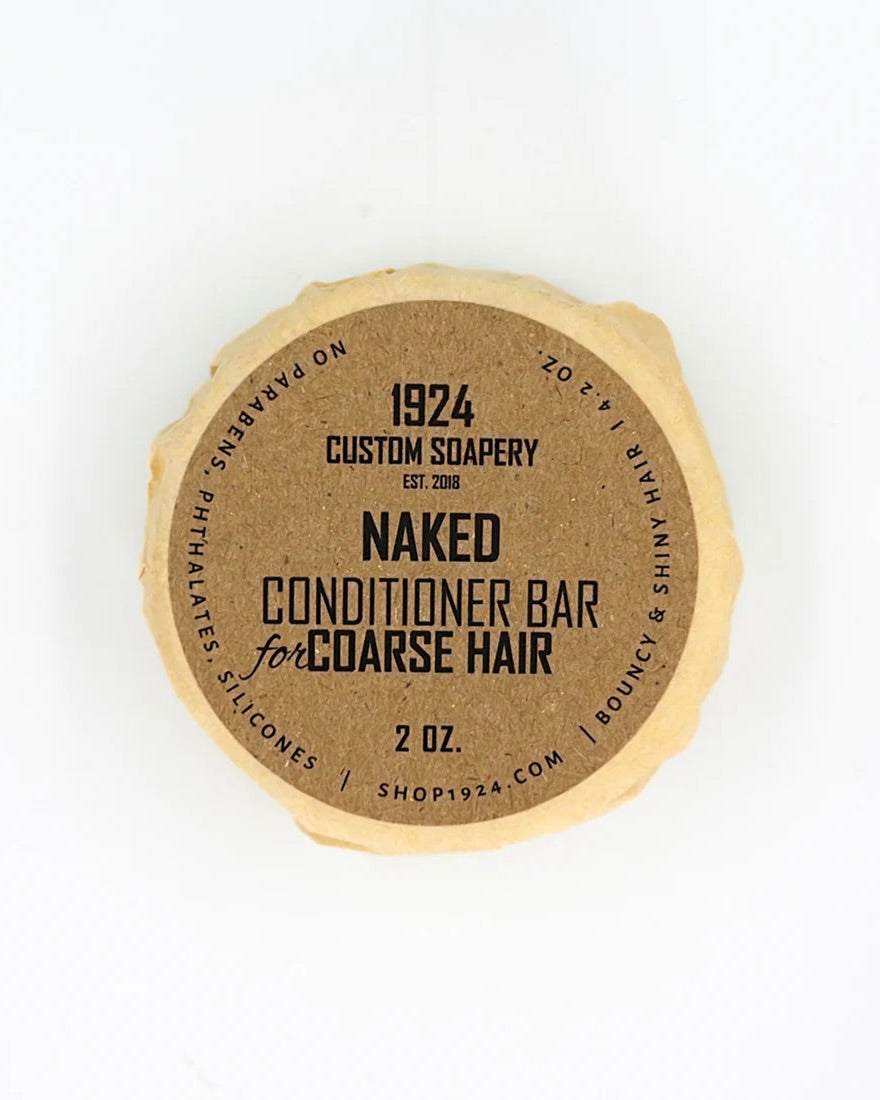 1924
CUSTOM SOAPERY
EST. 2018
NAKED
CONDITIONER BAR
for COARSE HAIR
2 OZ.
NO PARABENS, PHTHALATES, SILICONES | SHOP1924.COM | BOUNCY & SHINY HAIR | 4.2 OZ.